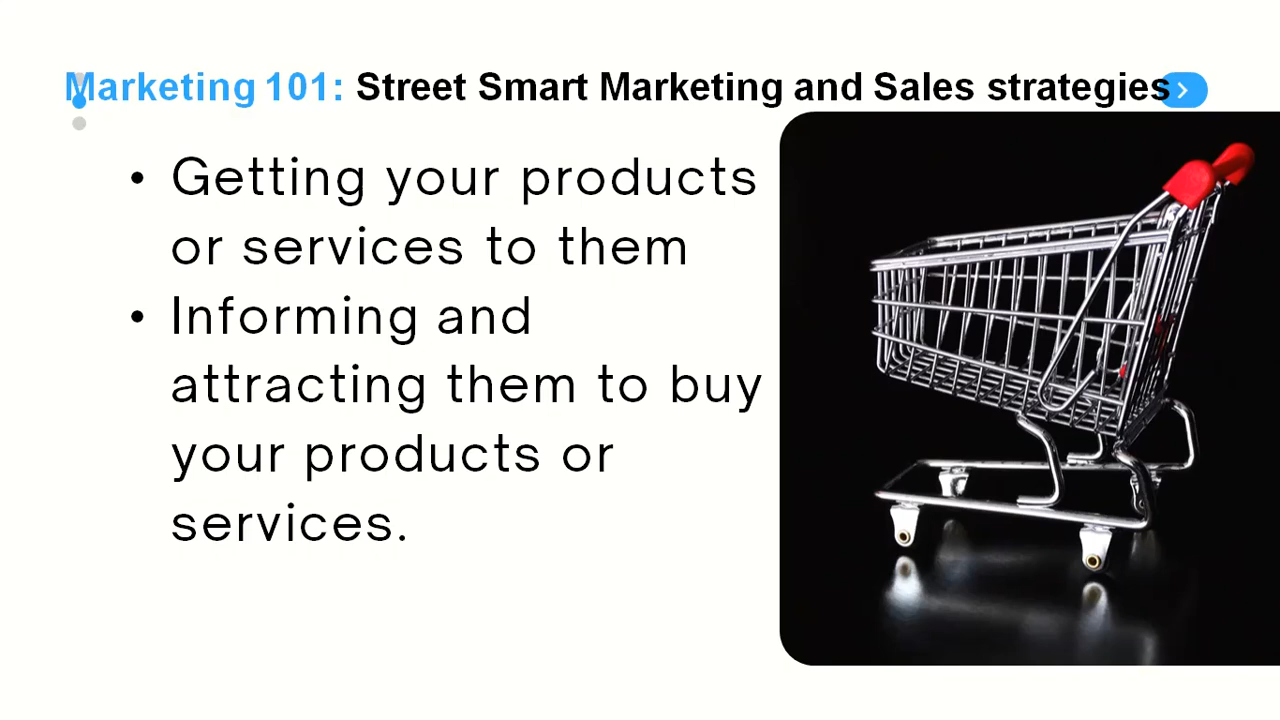 Marketing 101: Street Smart Marketing and Sales strategies
• Getting your products
or services to them
• Informing and
attracting them to buy
your products or
services.